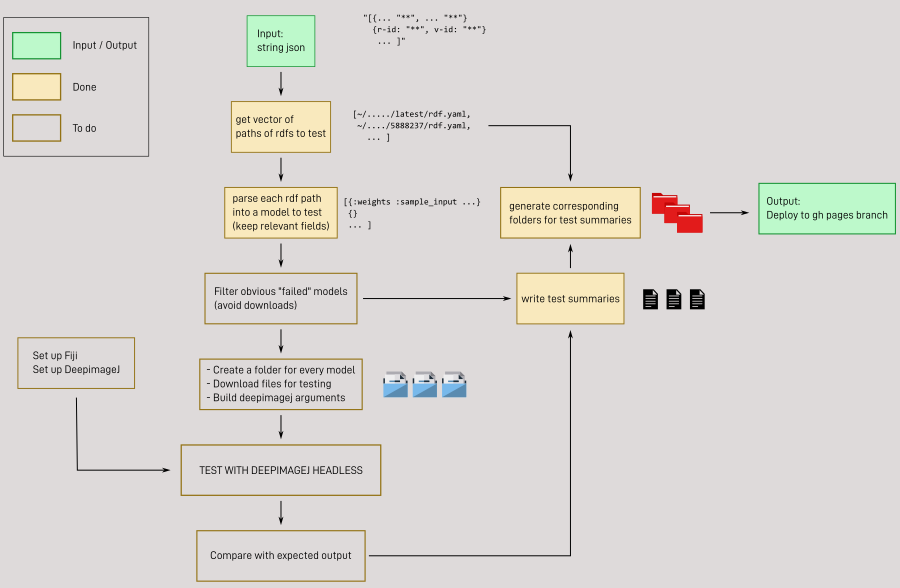 Input / Output
Done
To do
Input:
string json
"[{... "**", ... "**"}
{r-id: "**", v-id: "**"}
... ]"
get vector of
paths of rdfs to test
[~/...../latest/rdf.yaml,
~/..../5888237/rdf.yaml,
... ]
parse each rdf path
into a model to test
(keep relevant fields)
[{:weights :sample_input ...}
{}
... ]
generate corresponding
folders for test summaries
Output:
Deploy to gh pages branch
Filter obvious "failed" models
(avoid downloads)
write test summaries
Set up Fiji
Set up DeepimageJ
- Create a folder for every model
- Download files for testing
- Build deepimagej arguments
TEST WITH DEEPIMAGEJ HEADLESS
Compare with expected output